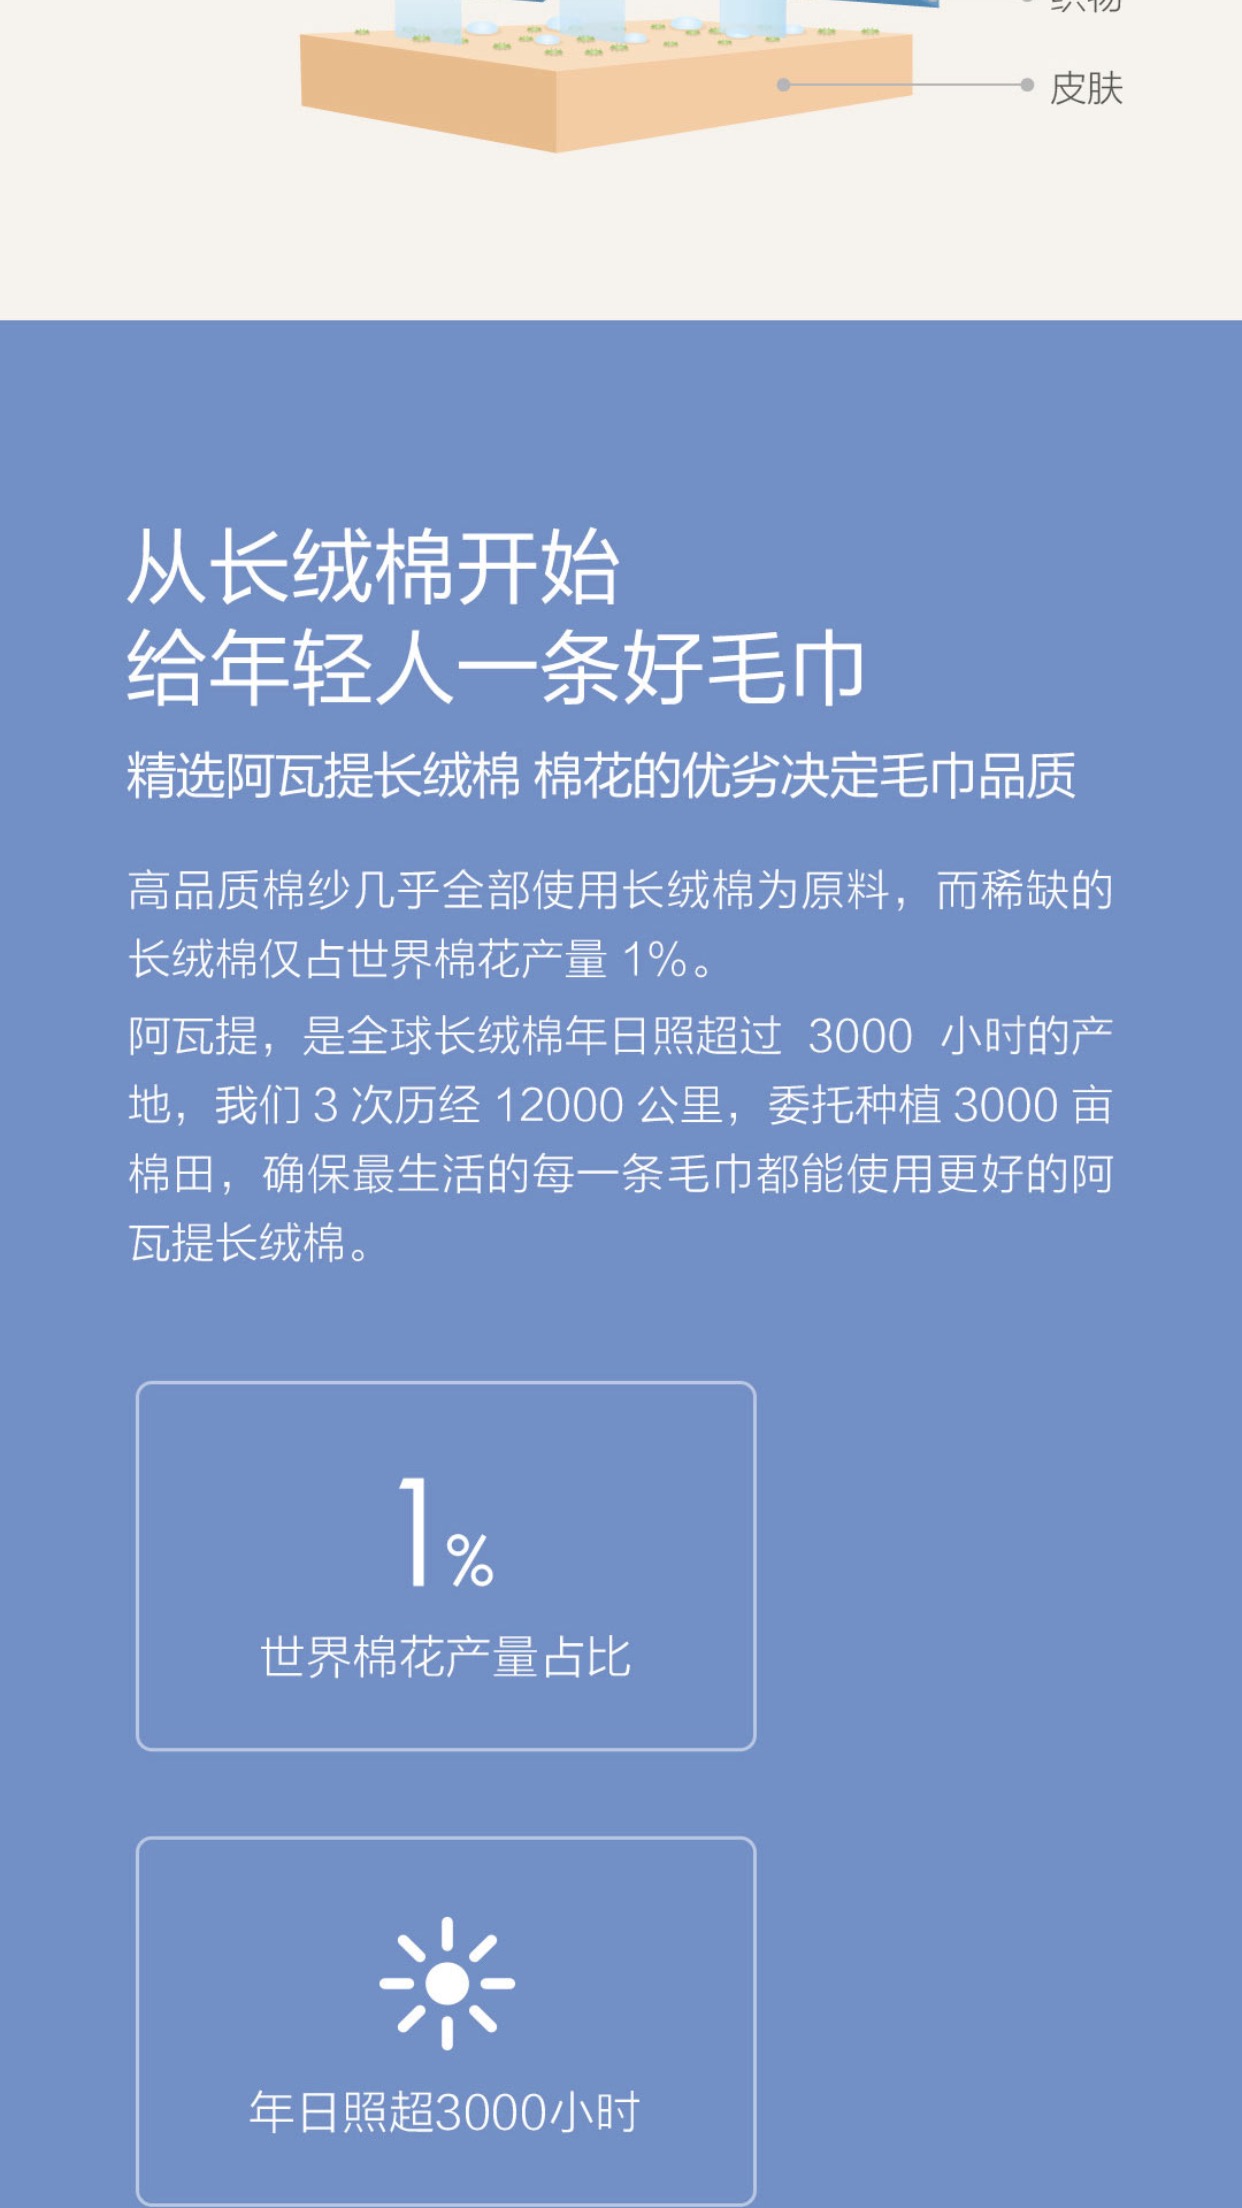 织物
皮肤
从长绒棉开始
给年轻人一条好毛巾
精选阿瓦提长绒棉 棉花的优劣决定毛巾品质
高品质棉纱几乎全部使用长绒棉为原料，而稀缺的
长绒棉仅占世界棉花产量 1%。
阿瓦提，是全球长绒棉年日照超过 3000 小时的产
地，我们 3 次历经 12000 公里，委托种植 3000 亩
棉田，确保最生活的每一条毛巾都能使用更好的阿
瓦提长绒棉。
1%
世界棉花产量占比
年日照超3000小时